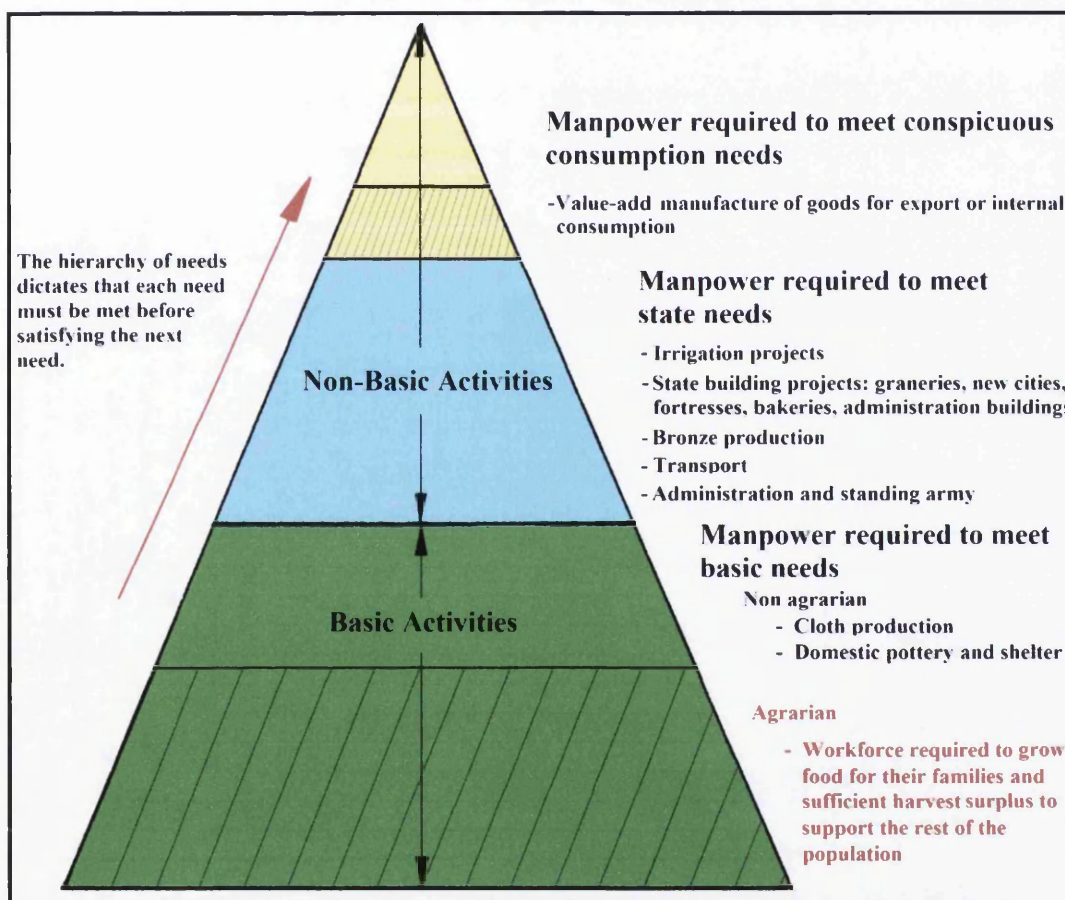 Manpower required to meet conspicuous
consumption needs
-Value-add manufacture of goods for export or internal
consumption
The hierarchy of needs
dictates that each need
must be met before
satisfying the next
need.
Manpower required to meet
state needs
- Irrigation projects
-State building projects: graneries, new cities,
fortresses, bakeries, administration buildings
- Bronze production
- Transport
- Administration and standing army
Non-Basic Activities
Manpower required to meet
basic needs
Non agrarian
- Cloth production
- Domestic pottery and shelter
Basic Activities
Agrarian
- Workforce required to grow
food for their families and
sufficient harvest surplus to
support the rest of the
population